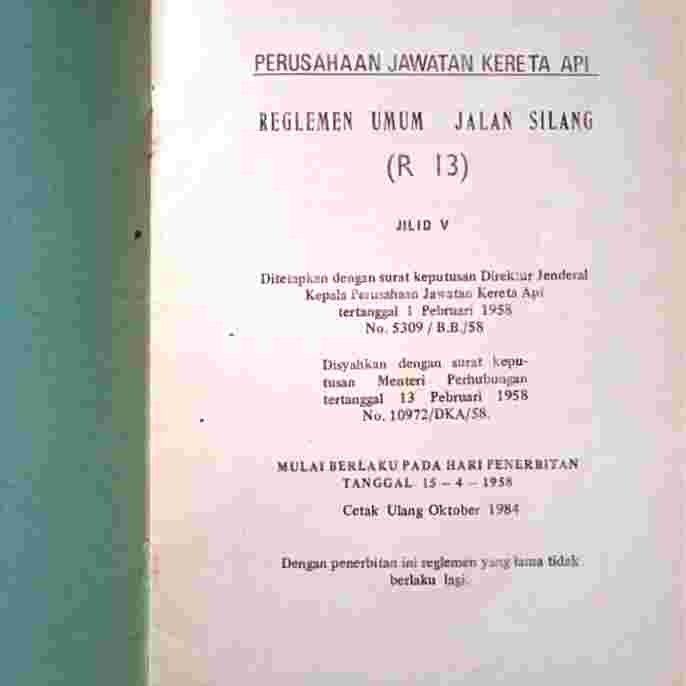 PERUSAHAAN JAWATAN KERETA API
REGLEMEN UMUM JALAN SILANG
(R 13)
JILID V
Ditetapkan dengan surat keputusan Direktur Jenderal
Kepala Perusahaan Jawatan Kereta Api
tertanggal 1 Pebruari 1958
No. 5309 / B.B./58
Disyahkan dengan surat kepu-
tusan Menteri Perhubungan
tertanggal 13 Pebruari 1958
No. 10972/DKA/58.
MULAI BERLAKU PADA HARI PENERBITAN
TANGGAL 15 – 4 – 1958
Cetak Ulang Oktober 1984
Dengan penerbitan ini reglemen yang lama tidak
berlaku lagi.